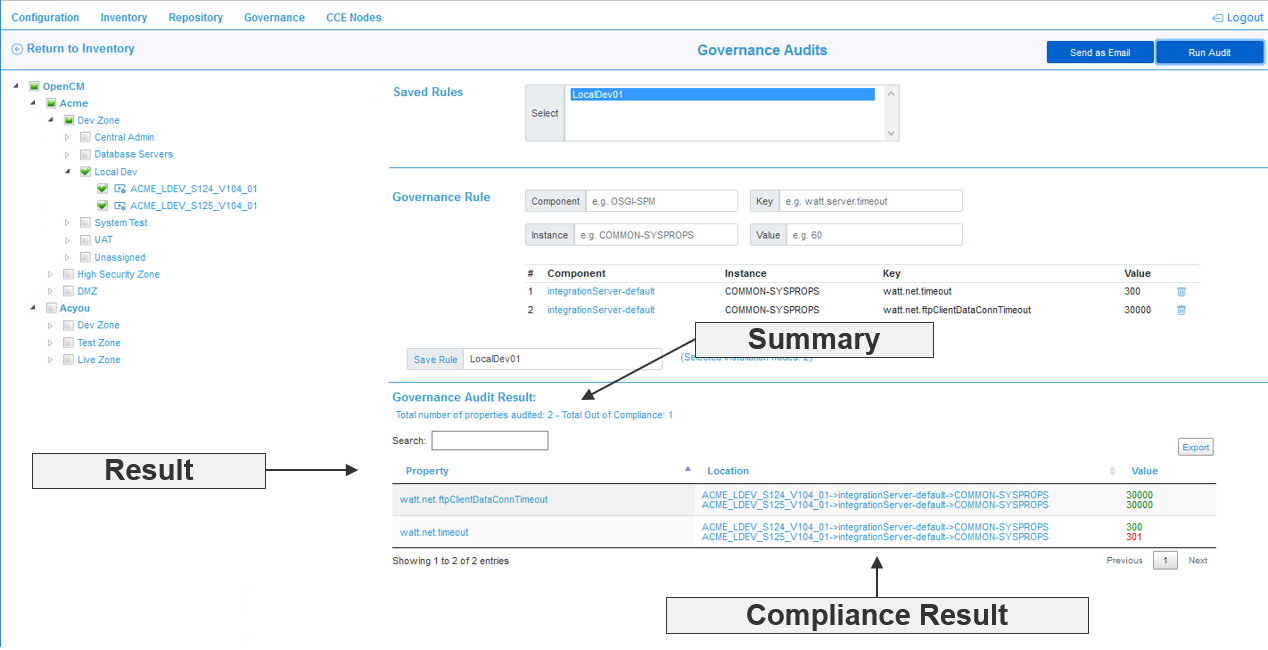 Configuration Inventory Repository Governance CCE Nodes Logout
Return to Inventory Governance Audits Send as Email Run Audit
OpenCM
Acme
Dev Zone
Central Admin
Database Servers
Local Dev
ACME_LDEV_S124_V104_01
ACME_LDEV_S125_V104_01
System Test
UAT
Unassigned
High Security Zone
DMZ
Acyou
Dev Zone
Test Zone
Live Zone
Saved Rules
Select
LocalDev01
Governance Rule
Component e.g. OSGI-SPM Key e.g. watt.server.timeout
Instance e.g. COMMON-SYSPROPS Value e.g. 60
# Component Instance Key Value
1 integrationServer-default COMMON-SYSPROPS watt.net.timeout 300
2 integrationServer-default COMMON-SYSPROPS watt.net.ftpClientDataConnTimeout 30000
Summary
Save Rule LocalDev01 (Selected installation nodes: 2)
Governance Audit Result:
Total number of properties audited: 2 - Total Out of Compliance: 1
Search: Export
Result
Property Location Value
watt.net.ftpClientDataConnTimeout
ACME_LDEV_S124_V104_01->integrationServer-default->COMMON-SYSPROPS 30000
ACME_LDEV_S125_V104_01->integrationServer-default->COMMON-SYSPROPS 30000
watt.net.timeout
ACME_LDEV_S124_V104_01->integrationServer-default->COMMON-SYSPROPS 300
ACME_LDEV_S125_V104_01->integrationServer-default->COMMON-SYSPROPS 301
Showing 1 to 2 of 2 entries Previous 1 Next
Compliance Result